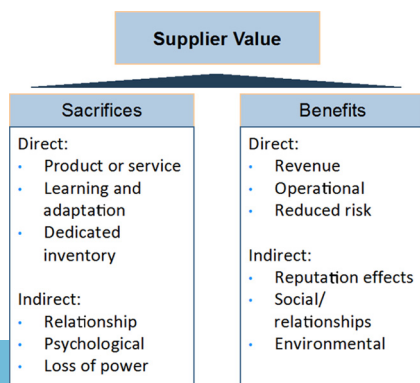 Supplier Value
Sacrifices
Direct:
• Product or service
• Learning and
adaptation
• Dedicated
inventory
Indirect:
• Relationship
• Psychological
• Loss of power
Benefits
Direct:
• Revenue
• Operational
• Reduced risk
Indirect:
• Reputation effects
• Social/
relationships
• Environmental